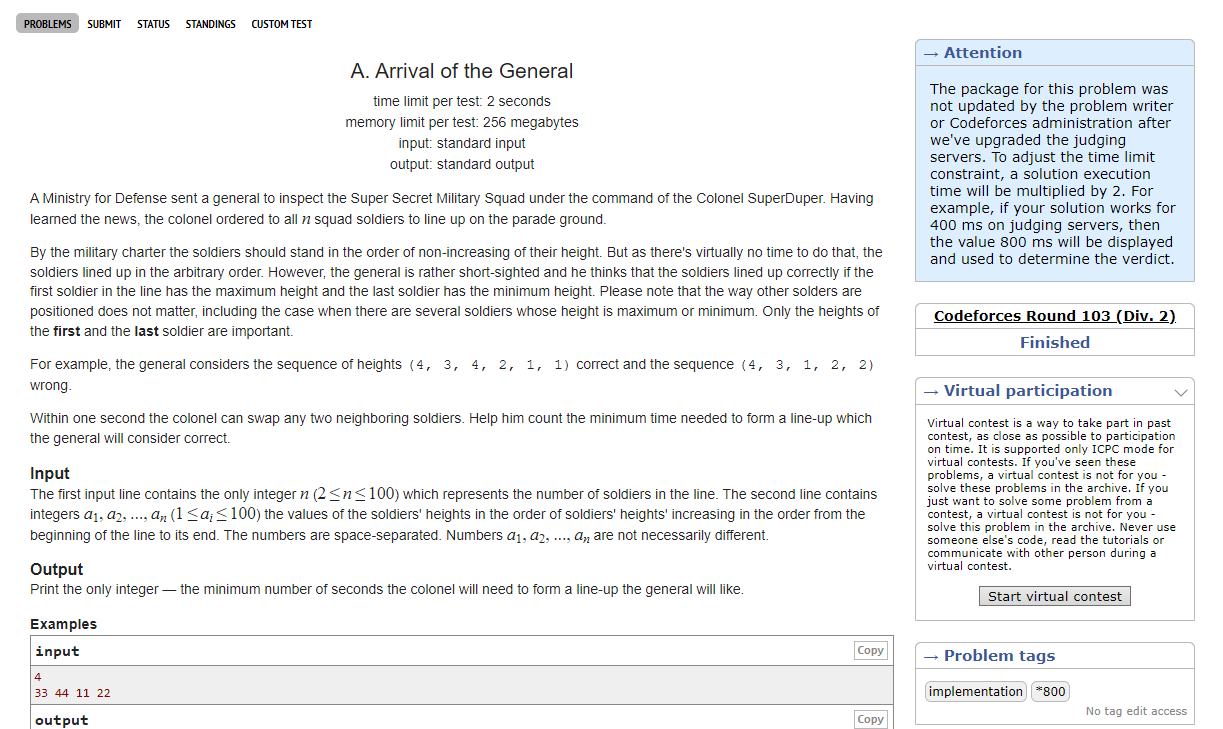 PROBLEMS SUBMIT STATUS STANDINGS CUSTOM TEST
A. Arrival of the General
time limit per test: 2 seconds
memory limit per test: 256 megabytes
input: standard input
output: standard output
A Ministry for Defense sent a general to inspect the Super Secret Military Squad under the command of the Colonel SuperDuper. Having
learned the news, the colonel ordered to all n squad soldiers to line up on the parade ground.
By the military charter the soldiers should stand in the order of non-increasing of their height. But as there's virtually no time to do that, the
soldiers lined up in the arbitrary order. However, the general is rather short-sighted and he thinks that the soldiers lined up correctly if the
first soldier in the line has the maximum height and the last soldier has the minimum height. Please note that the way other solders are
positioned does not matter, including the case when there are several soldiers whose height is maximum or minimum. Only the heights of
the first and the last soldier are important.
For example, the general considers the sequence of heights (4, 3, 4, 2, 1, 1) correct and the sequence (4, 3, 1, 2, 2)
wrong.
Within one second the colonel can swap any two neighboring soldiers. Help him count the minimum time needed to form a line-up which
the general will consider correct.
Input
The first input line contains the only integer n (2 ≤ n ≤ 100) which represents the number of soldiers in the line. The second line contains
integers a1, a2, ..., an (1 ≤ ai ≤ 100) the values of the soldiers' heights in the order of soldiers' heights' increasing in the order from the
beginning of the line to its end. The numbers are space-separated. Numbers a1, a2, ..., an are not necessarily different.
Output
Print the only integer — the minimum number of seconds the colonel will need to form a line-up the general will like.
Examples
input Copy
4
33 44 11 22
output Copy
→ Attention
The package for this problem was
not updated by the problem writer
or Codeforces administration after
we've upgraded the judging
servers. To adjust the time limit
constraint, a solution execution
time will be multiplied by 2. For
example, if your solution works for
400 ms on judging servers, then
the value 800 ms will be displayed
and used to determine the verdict.
Codeforces Round 103 (Div. 2)
Finished
→ Virtual participation
Virtual contest is a way to take part in past
contest, as close as possible to participation
on time. It is supported only ICPC mode for
virtual contests. If you've seen these
problems, a virtual contest is not for you -
solve these problems in the archive. If you
just want to solve some problem from a
contest, a virtual contest is not for you -
solve this problem in the archive. Never use
someone else's code, read the tutorials or
communicate with other person during a
virtual contest.
Start virtual contest
→ Problem tags
implementation *800
No tag edit access